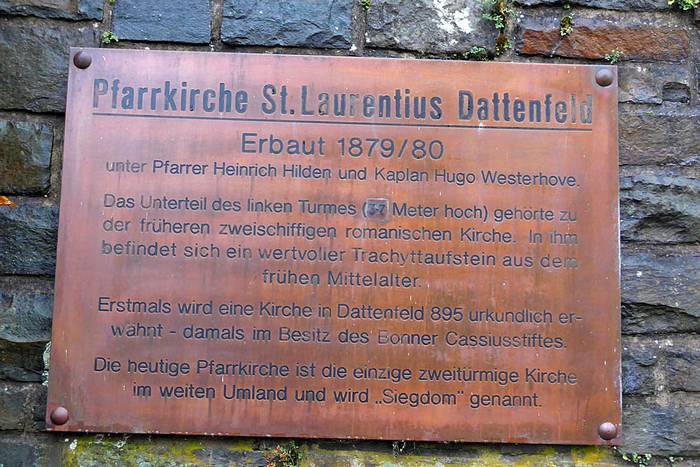 Pfarrkirche St. Laurentius Dattenfeld
Erbaut 1879/80
unter Pfarrer Heinrich Hilden und Kaplan Hugo Westerhove.
Das Unterteil des linken Turmes (37 Meter hoch) gehörte zu
der früheren zweischiffigen romanischen Kirche. In ihm
befindet sich ein wertvoller Trachyttaufstein aus dem
frühen Mittelalter.
Erstmals wird eine Kirche in Dattenfeld 895 urkundlich er-
wähnt - damals im Besitz des Bonner Cassiusstiftes.
Die heutige Pfarrkirche ist die einzige zweitürmige Kirche
im weiten Umland und wird „Siegdom" genannt.